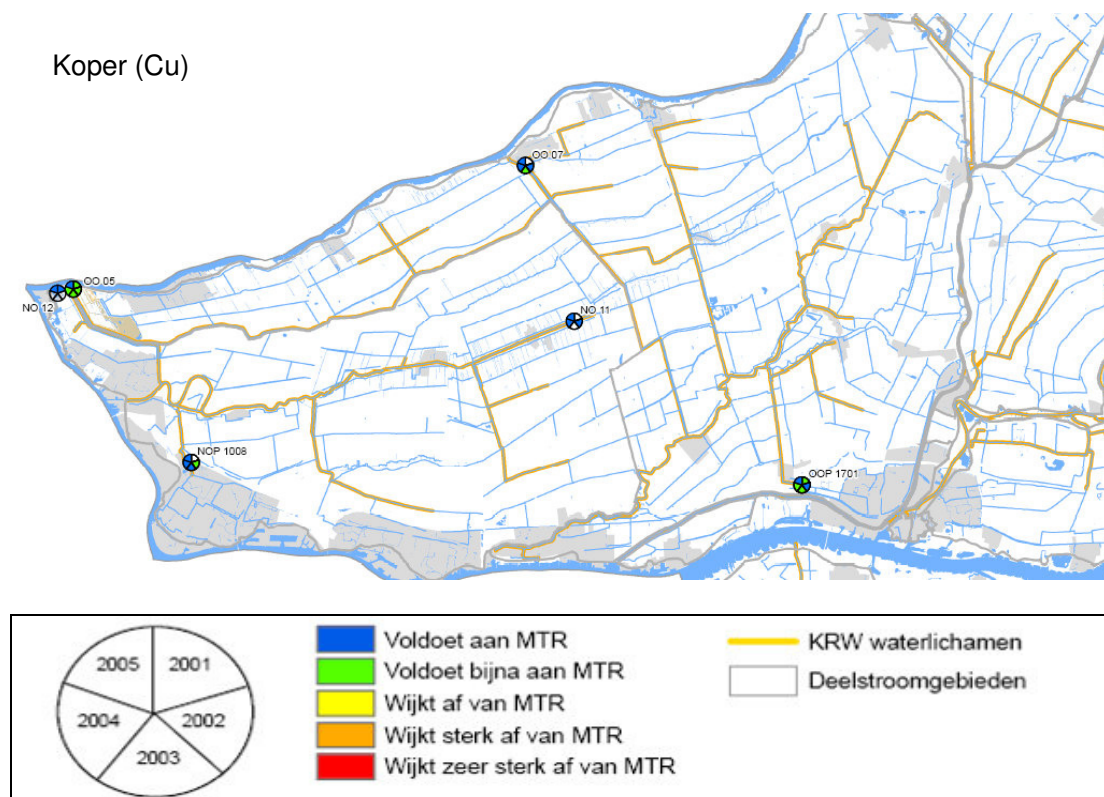 Koper (Cu)
OO 07
OO 05
NO 12
NO 11
NOP 1008
OOP 1701
2005
2001
2004
2002
2003
Voldoet aan MTR
Voldoet bijna aan MTR
Wijkt af van MTR
Wijkt sterk af van MTR
Wijkt zeer sterk af van MTR
KRW waterlichamen
Deelstroomgebieden